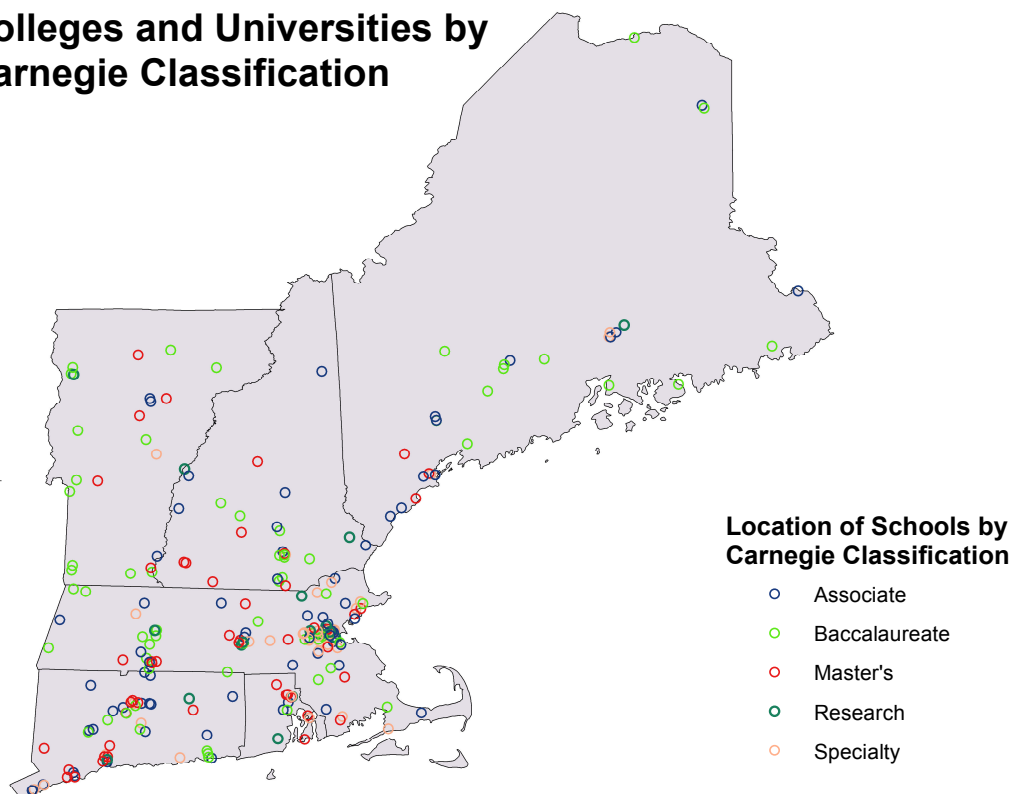 olleges and Universities by
arnegie Classification
Location of Schools by
Carnegie Classification
Associate
Baccalaureate
Master's
Research
Specialty